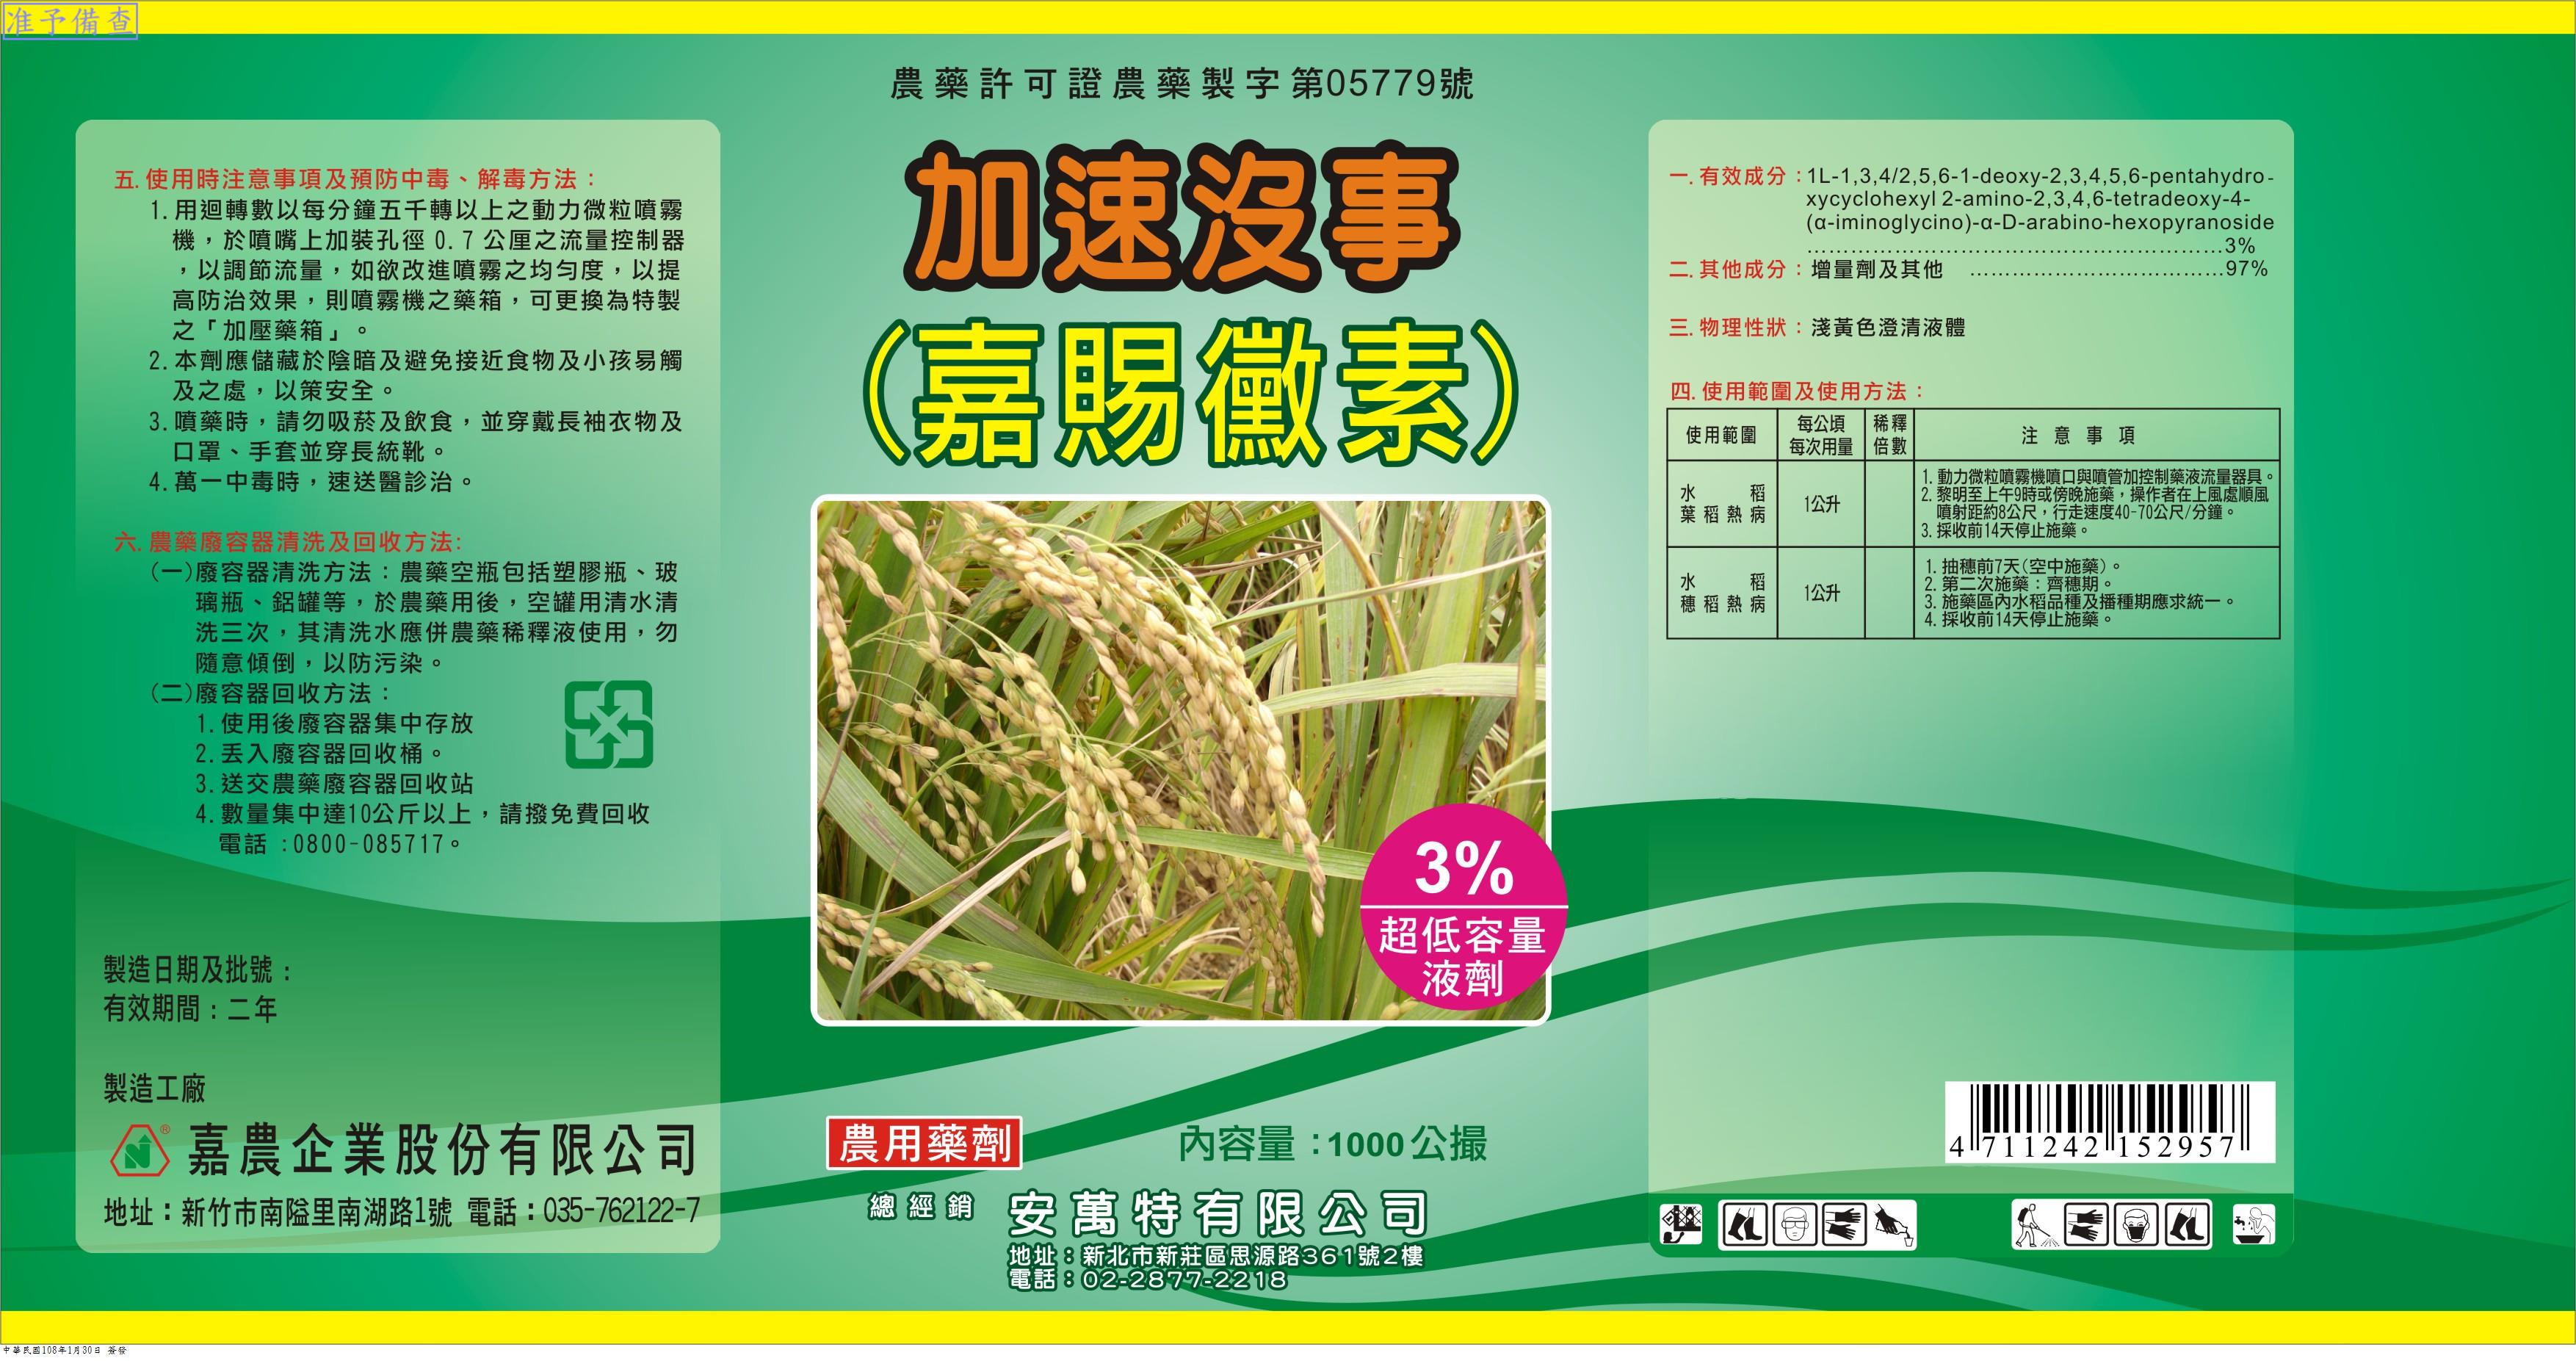 准予備查
農藥許可證農藥製字第05779號
加速沒事
(嘉賜黴素)
3%
超低容量
液劑
農用藥劑
內容量:1000公撮
總經銷 安萬特有限公司
地址:新北市新莊區思源路361號2樓
電話:02-2877-2218
五.使用時注意事項及預防中毒、解毒方法:
1.用迴轉數以每分鐘五千轉以上之動力微粒噴霧
機,於噴嘴上加裝孔徑0.7公厘之流量控制器
,以調節流量,如欲改進噴霧之均勻度,以提
高防治效果,則噴霧機之藥箱,可更換為特製
之「加壓藥箱」。
2.本劑應儲藏於陰暗及避免接近食物及小孩易觸
及之處,以策安全。
3.噴藥時,請勿吸菸及飲食,並穿戴長袖衣物及
口罩、手套並穿長統靴。
4.萬一中毒時,速送醫診治。
六.農藥廢容器清洗及回收方法:
(一)廢容器清洗方法:農藥空瓶包括塑膠瓶、玻
璃瓶、鋁罐等,於農藥用後,空罐用清水清
洗三次,其清洗水應併農藥稀釋液使用,勿
隨意傾倒,以防污染。
(二)廢容器回收方法:
1.使用後廢容器集中存放
2.丟入廢容器回收桶。
3.送交農藥廢容器回收站
4.數量集中達10公斤以上,請撥免費回收
電話:0800-085717。
製造日期及批號:
有效期間:二年
製造工廠
嘉農企業股份有限公司
地址:新竹市南隘里南湖路1號 電話:035-762122-7
一.有效成分:1L-1,3,4/2,5,6-1-deoxy-2,3,4,5,6-pentahydro-
xycyclohexyl 2-amino-2,3,4,6-tetradeoxy-4-
(α-iminoglycino)-α-D-arabino-hexopyranoside
……………………………………………………3%
二.其他成分:增量劑及其他 ………………………………97%
三.物理性狀:淺黃色澄清液體
四.使用範圍及使用方法:
使用範圍 每公頃每次用量 稀釋倍數 注意事項
水稻葉稻熱病 1公升
1.動力微粒噴霧機噴口與噴管加控制藥液流量器具。
2.黎明至上午9時或傍晚施藥,操作者在上風處順風
噴射距約8公尺,行走速度40-70公尺/分鐘。
3.採收前14天停止施藥。
水稻穗稻熱病 1公升
1.抽穗前7天(空中施藥)。
2.第二次施藥:齊穗期。
3.施藥區內水稻品種及播種期應求統一。
4.採收前14天停止施藥。
4 711242 152957
中華民國108年1月30日 簽發